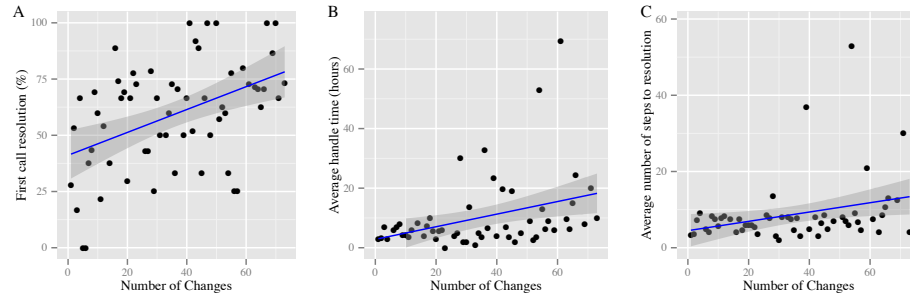 A
First call resolution (%)
100
75
50
25
0
0
20
40
60
Number of Changes
B
Average handle time (hours)
80
60
40
20
0
0
20
40
60
Number of Changes
C
Average number of steps to resolution
60
40
20
0
0
20
40
60
Number of Changes